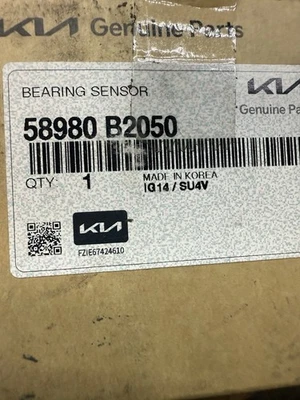 KIA Genuine Parts
BEARING SENSOR
KIA
58980 B2050
Genuine Pa
QTY 1
MADE IN KOREA
IG14 / SU4V
KIA
FZIE67424610